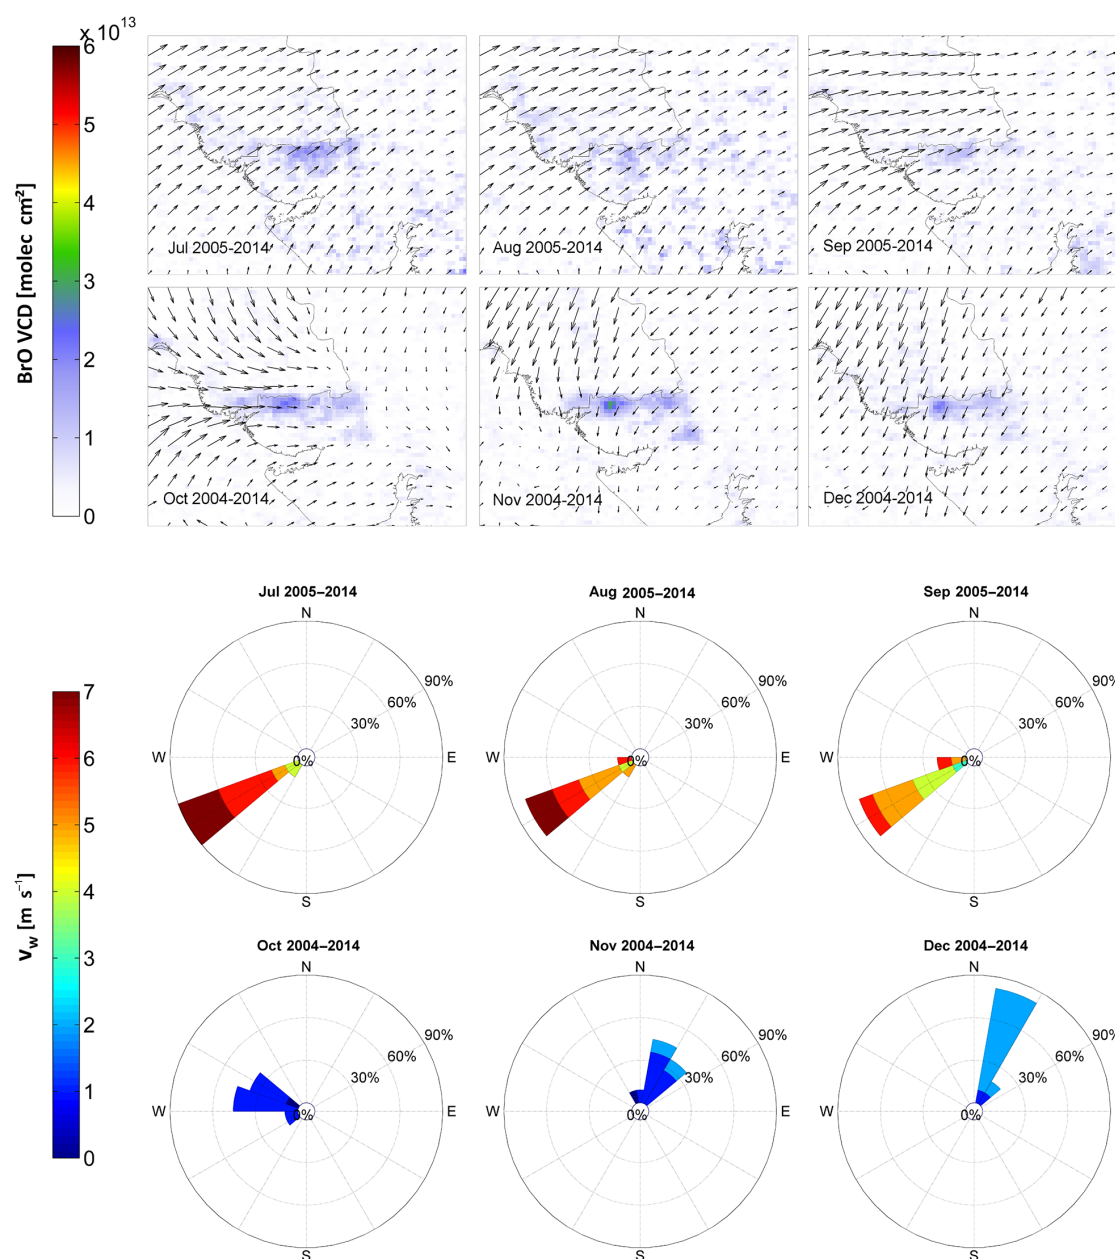 x 10¹³
6
5
4
3
2
1
0
BrO VCD [molec cm²]
Jul 2005-2014
Aug 2005-2014
Sep 2005-2014
Oct 2004-2014
Nov 2004-2014
Dec 2004-2014
7
6
5
4
3
2
1
0
v_w [m s⁻¹]
Jul 2005–2014
N
90%
60%
30%
0%
W
E
S
Aug 2005–2014
N
90%
60%
30%
0%
W
E
S
Sep 2005–2014
N
90%
60%
30%
0%
W
E
S
Oct 2004–2014
N
90%
60%
30%
0%
W
E
S
Nov 2004–2014
N
90%
60%
30%
0%
W
E
S
Dec 2004–2014
N
90%
60%
30%
0%
W
E
S